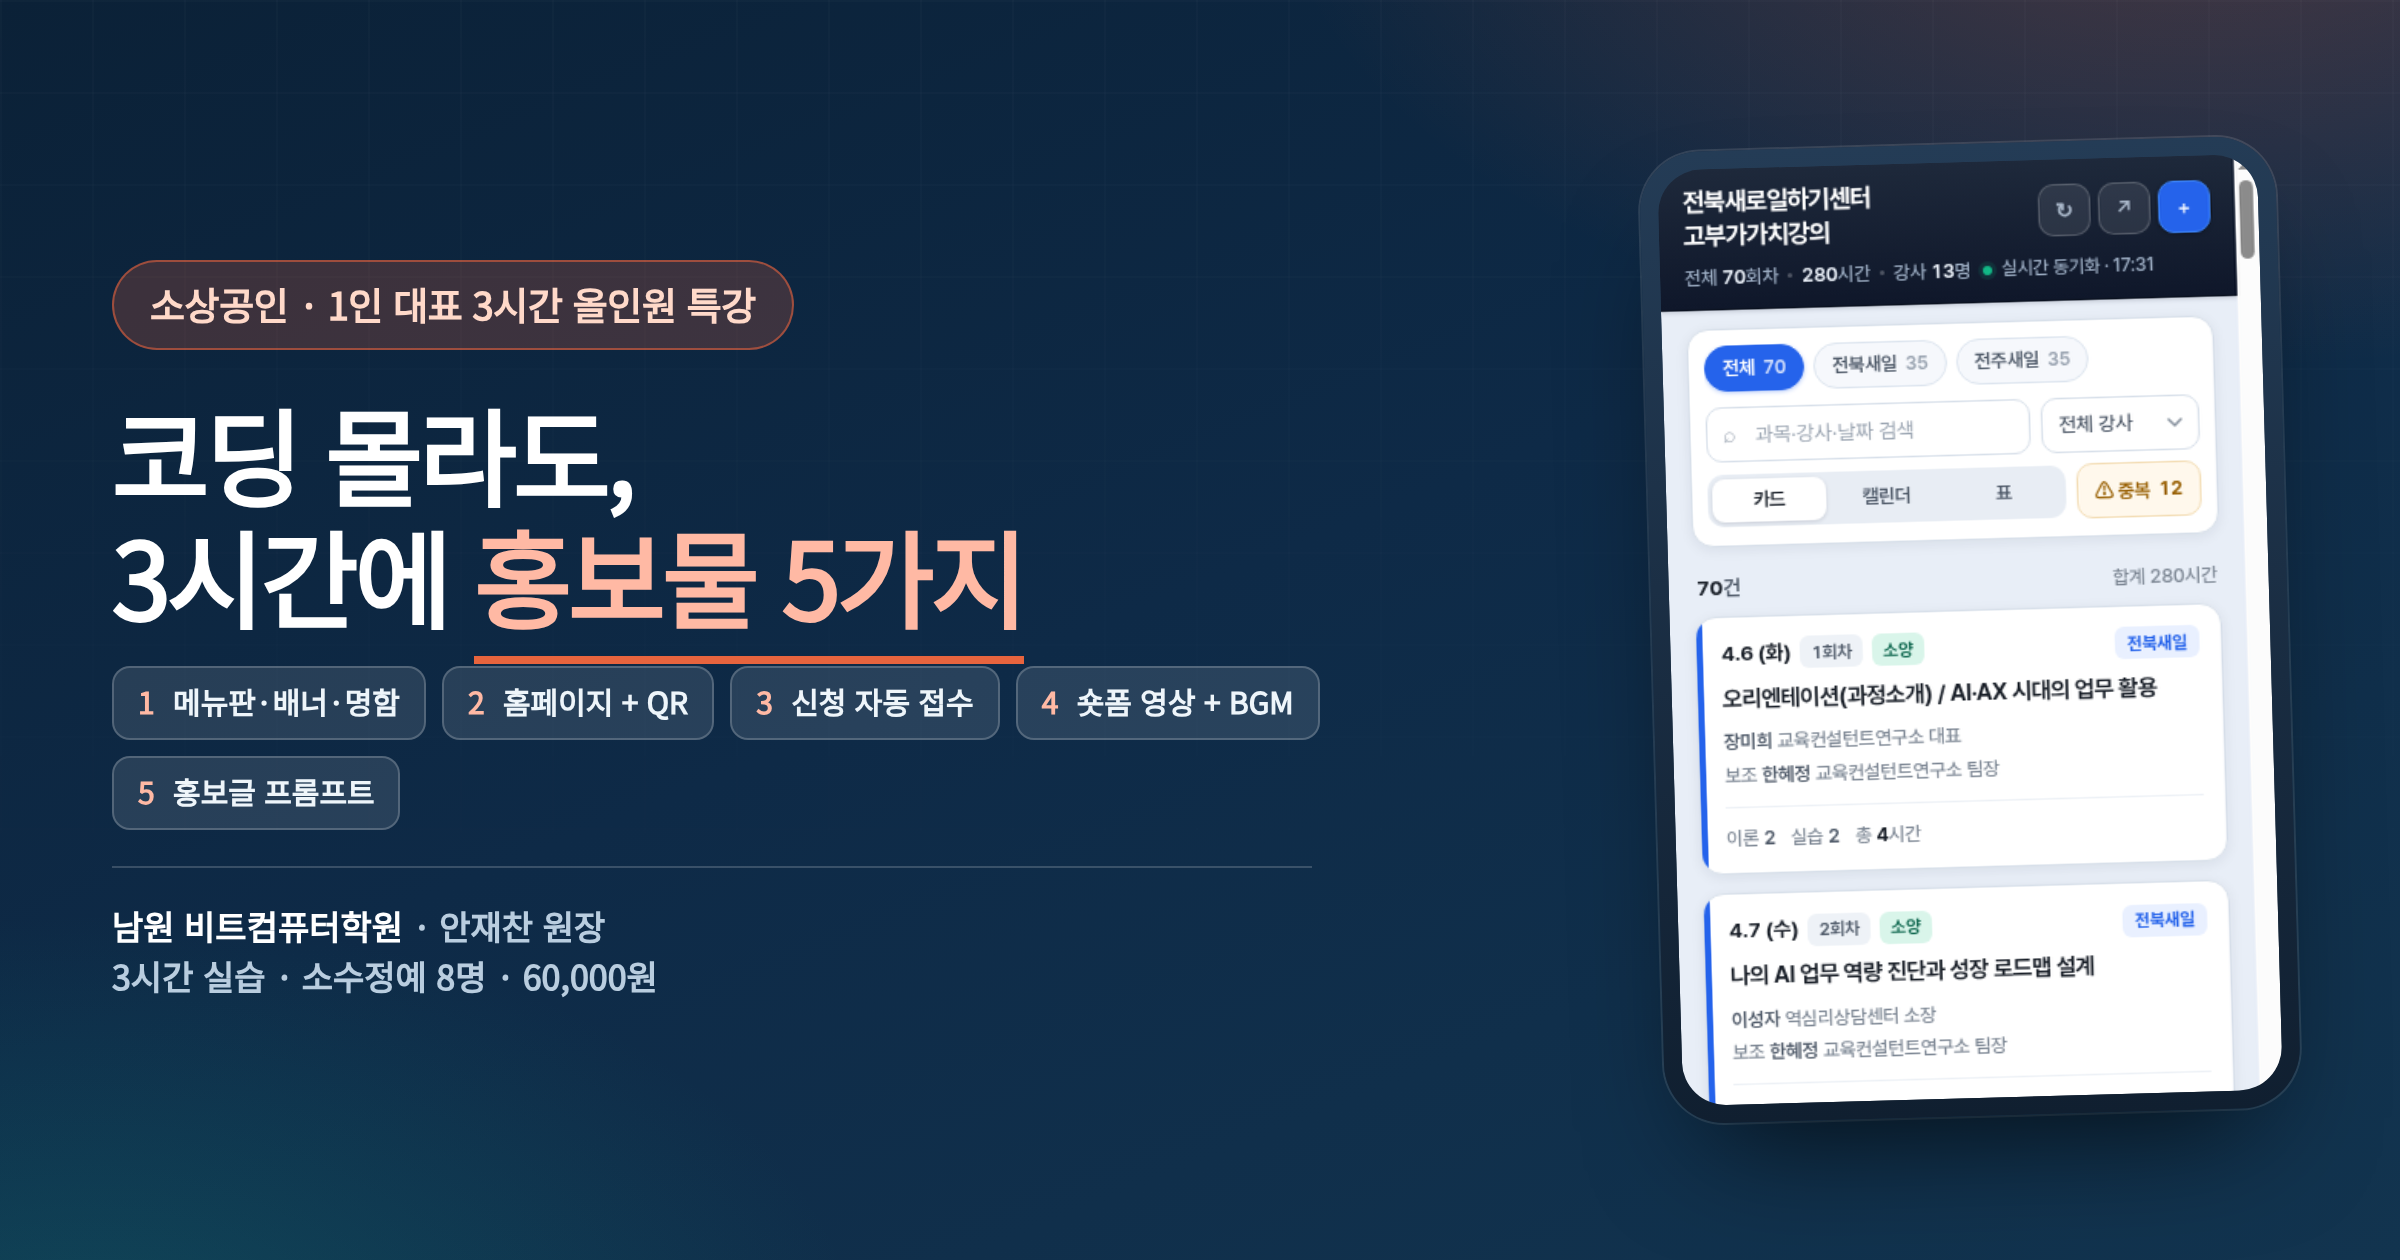 소상공인 · 1인 대표 3시간 올인원 특강
코딩 몰라도,
3시간에 홍보물 5가지
1 메뉴판·배너·명함
2 홈페이지 + QR
3 신청 자동 접수
4 숏폼 영상 + BGM
5 홍보글 프롬프트
남원 비트컴퓨터학원 · 안재찬 원장
3시간 실습 · 소수정예 8명 · 60,000원
전북새로일하기센터
고부가가치강의
전체 70회차 • 280시간 • 강사 13명 ● 실시간 동기화 · 17:31
전체 70
전북새일 35
전주새일 35
과목·강사·날짜 검색
전체 강사
카드
캘린더
표
⚠ 중복 12
70건
합계 280시간
4.6 (화) 1회차 소양 전북새일
오리엔테이션(과정소개) / AI·AX 시대의 업무 활용
장미희 교육컨설턴트연구소 대표
보조 한혜정 교육컨설턴트연구소 팀장
이론 2 실습 2 총 4시간
4.7 (수) 2회차 소양 전북새일
나의 AI 업무 역량 진단과 성장 로드맵 설계
이성자 역심리상담센터 소장
보조 한혜정 교육컨설턴트연구소 팀장